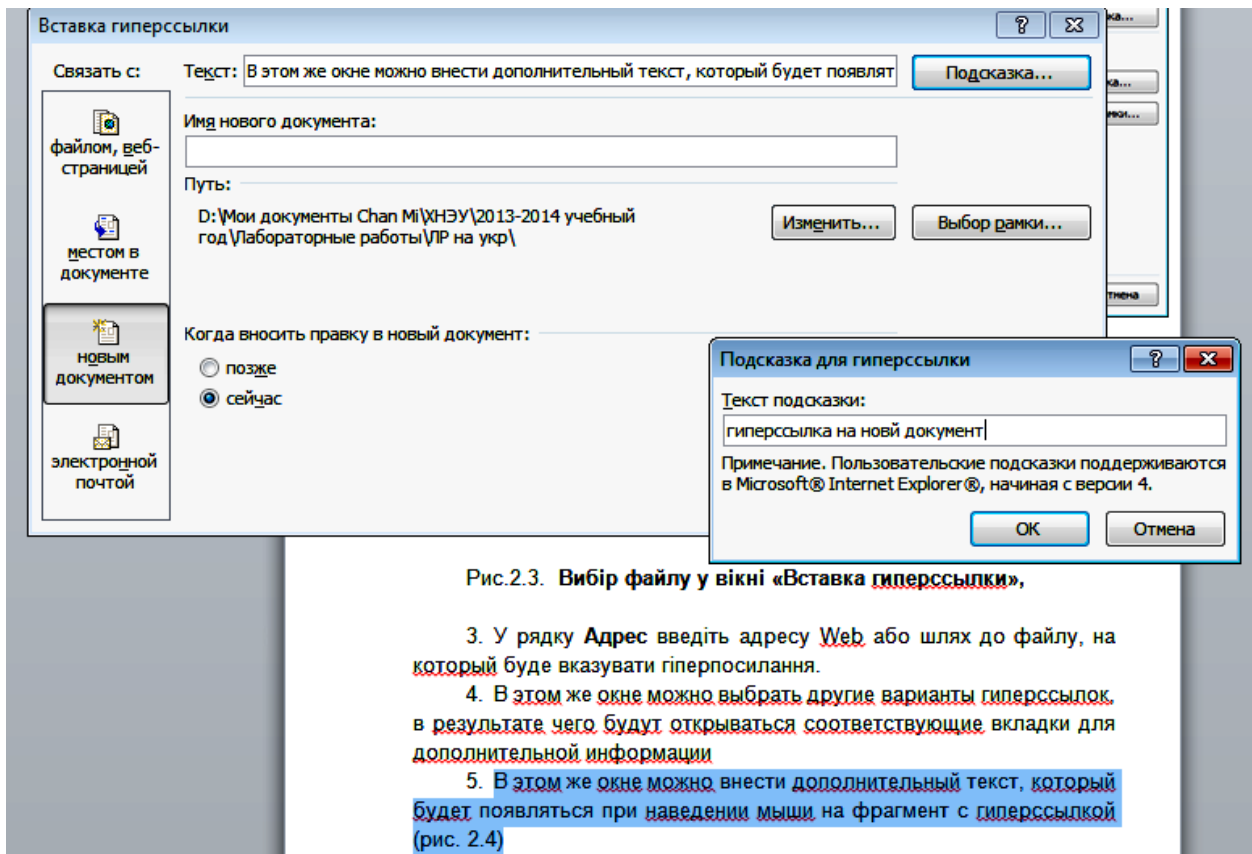 Вставка гиперссылки
Связать с:
Текст: В этом же окне можно внести дополнительный текст, который будет появлят
Подсказка...
файлом, веб-
страницей
Имя нового документа:
Путь:
D:\Мои документы Chan Mi\ХНЭУ\2013-2014 учебный
год\Лабораторные работы\ЛР на укр\
Изменить...
Выбор рамки...
местом в
документе
новым
документом
Когда вносить правку в новый документ:
позже
сейчас
электронной
почтой
Подсказка для гиперссылки
Текст подсказки:
гиперссылка на новй документ
Примечание. Пользовательские подсказки поддерживаются
в Microsoft® Internet Explorer®, начиная с версии 4.
ОК
Отмена
Рис.2.3. Вибір файлу у вікні «Вставка гиперссылки»,
3. У рядку Адрес введіть адресу Web або шлях до файлу, на
который буде вказувати гіперпосилання.
4. В этом же окне можно выбрать другие варианты гиперссылок,
в результате чего будут открываться соответствующие вкладки для
дополнительной информации
5. В этом же окне можно внести дополнительный текст, который
будет появляться при наведении мыши на фрагмент с гиперссылкой
(рис. 2.4)